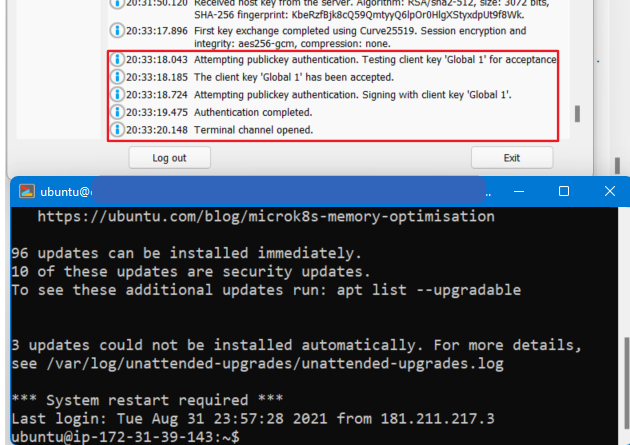 20:31:50.120 Received host key from the server. Algorithm: RSA/sha2-512, size: 3072 bits,
SHA-256 fingerprint: KbeRzfBjk8cQ59QmtyyQ6lpOr0HlgXStyxdpUt9f8Wk.
20:33:17.896 First key exchange completed using Curve25519. Session encryption and
integrity: aes256-gcm, compression: none.
20:33:18.043 Attempting publickey authentication. Testing client key 'Global 1' for acceptance
20:33:18.185 The client key 'Global 1' has been accepted.
20:33:18.724 Attempting publickey authentication. Signing with client key 'Global 1'.
20:33:19.475 Authentication completed.
20:33:20.148 Terminal channel opened.
Log out Exit
ubuntu@ ..
https://ubuntu.com/blog/microk8s-memory-optimisation
96 updates can be installed immediately.
10 of these updates are security updates.
To see these additional updates run: apt list --upgradable
3 updates could not be installed automatically. For more details,
see /var/log/unattended-upgrades/unattended-upgrades.log
*** System restart required ***
Last login: Tue Aug 31 23:57:28 2021 from 181.211.217.3
ubuntu@ip-172-31-39-143:~$